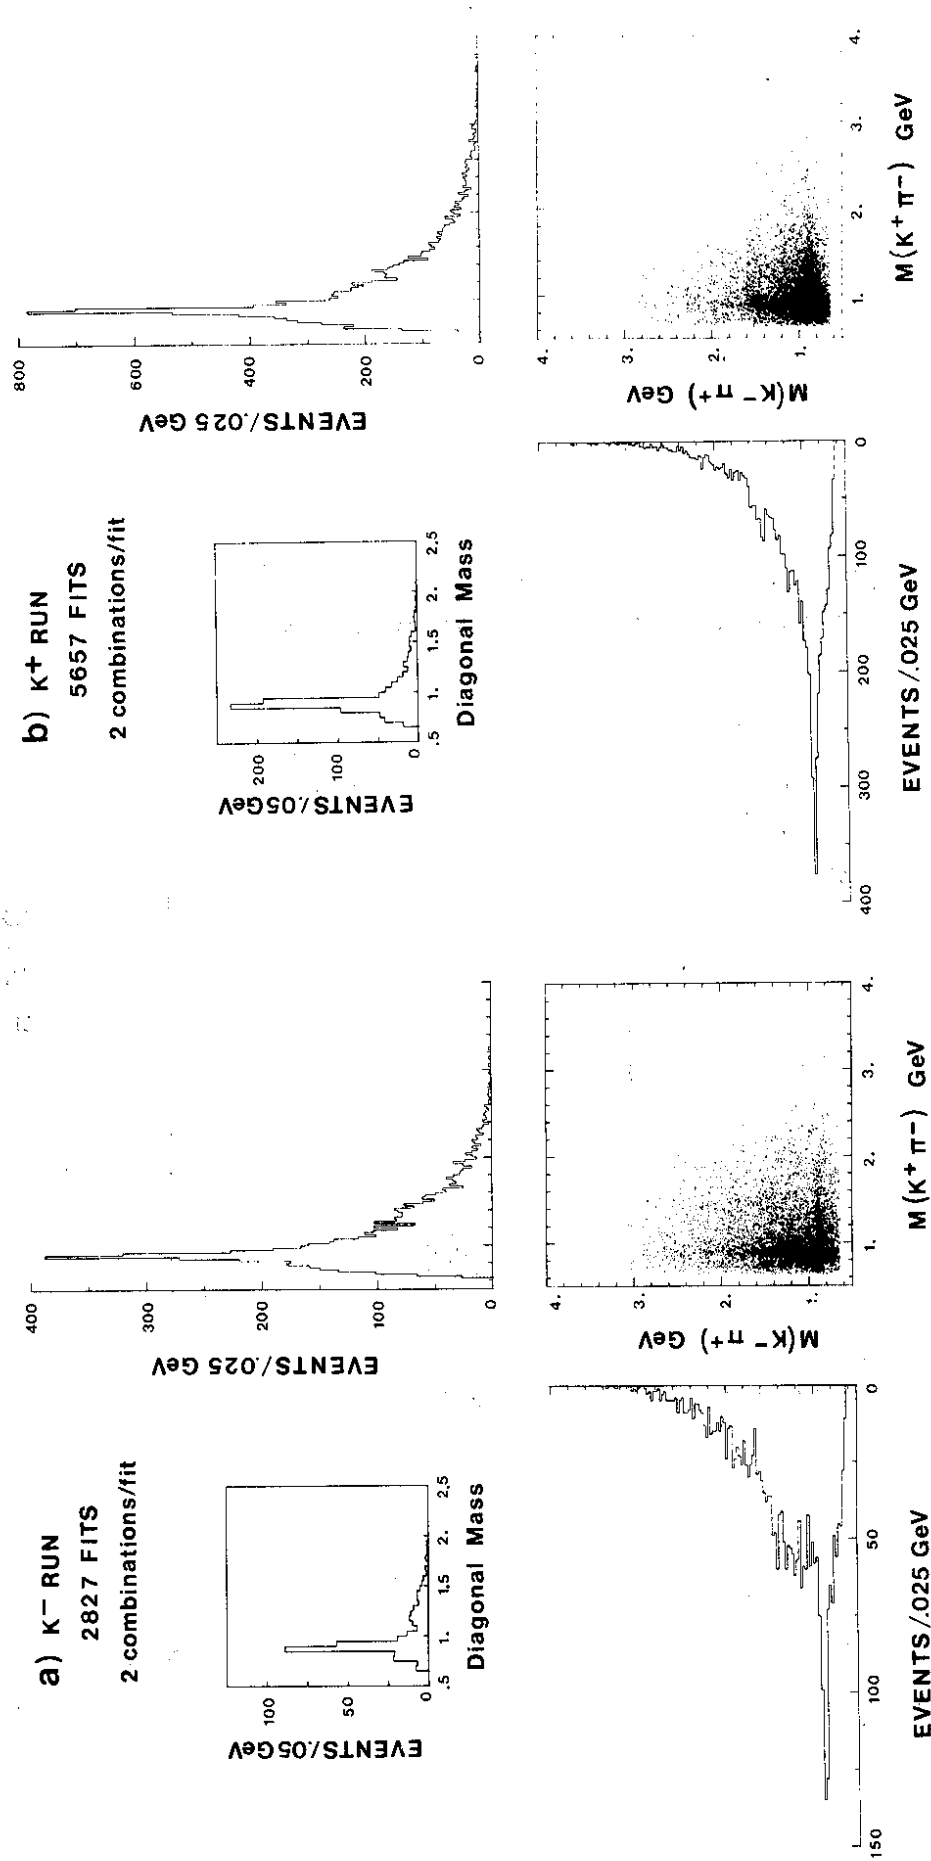 a) K− RUN
2827 FITS
2 combinations/fit
EVENTS/.05GeV
100
50
0
.5
1.
1.5
2.
2.5
Diagonal Mass
EVENTS/.025 GeV
400
300
200
100
0
M(K− π+) GeV
4.
3.
2.
1.
1.
2.
3.
4.
M(K+ π−) GeV
0
50
100
150
EVENTS/.025 GeV
b) K+ RUN
5657 FITS
2 combinations/fit
EVENTS/.05GeV
200
100
0
.5
1.
1.5
2.
2.5
Diagonal Mass
EVENTS/.025 GeV
800
600
400
200
0
M(K− π+) GeV
4.
3.
2.
1.
1.
2.
3.
4.
M(K+ π−) GeV
0
100
200
300
400
EVENTS/.025 GeV